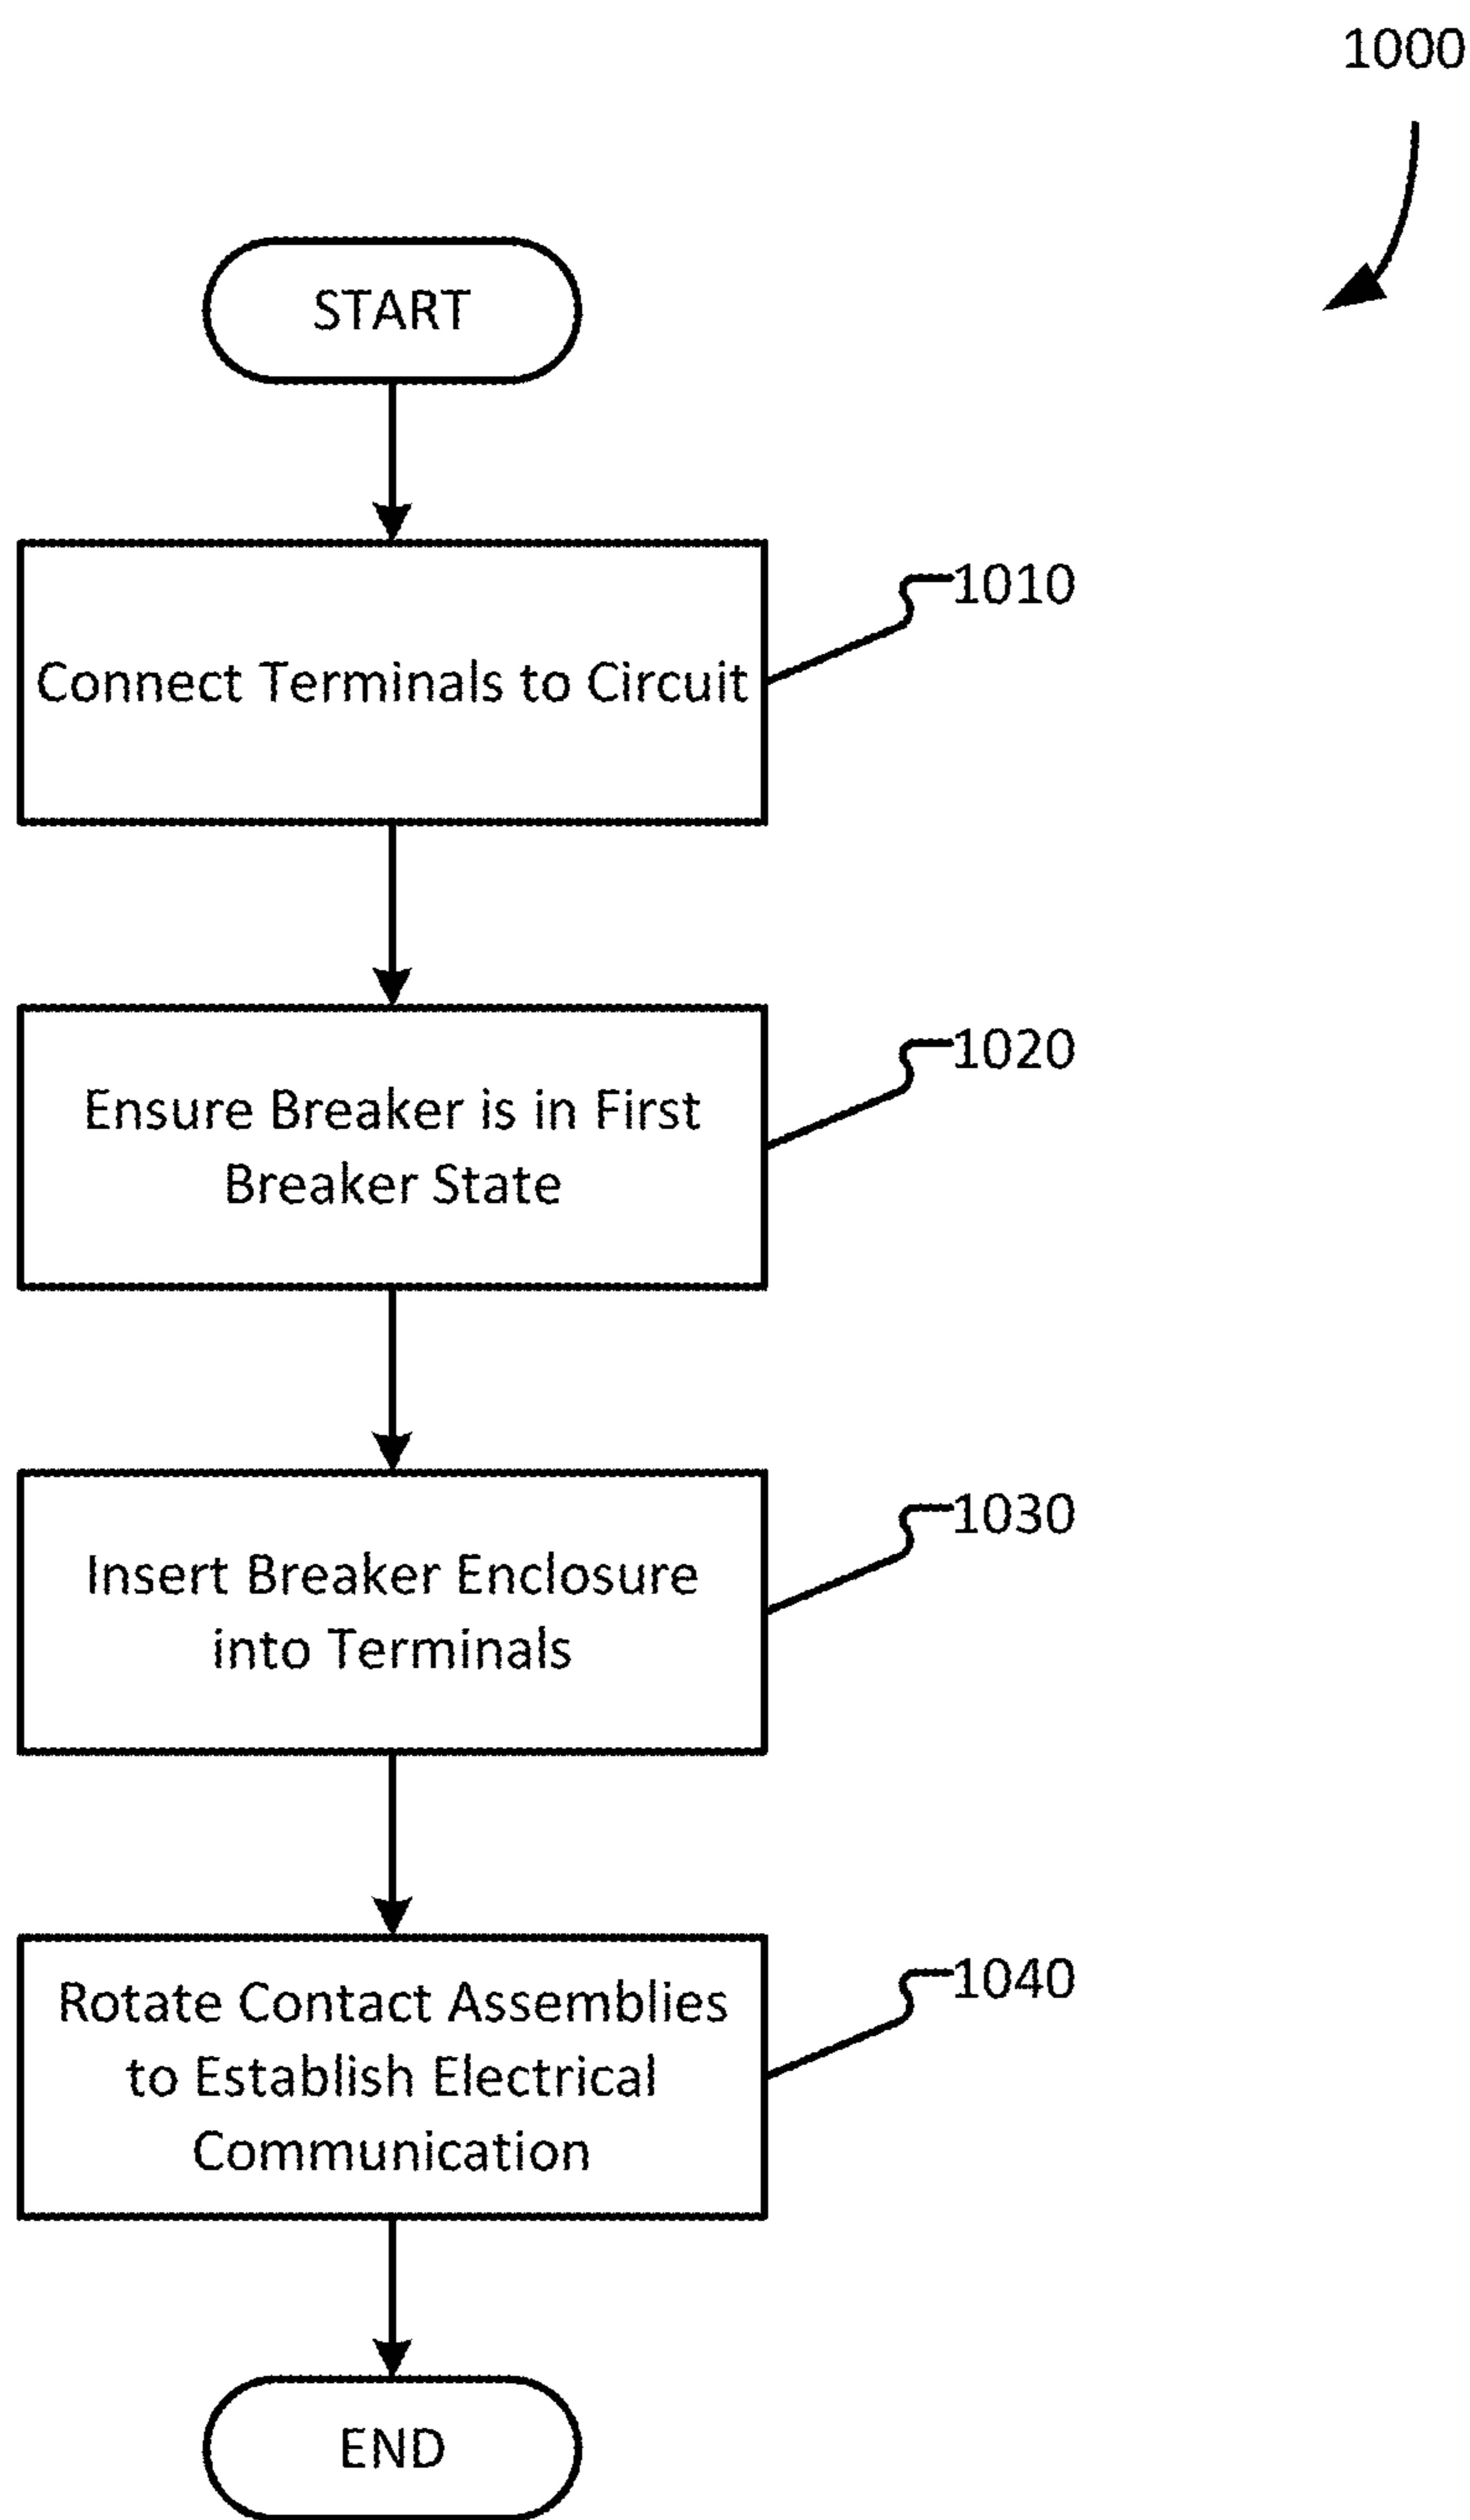 1000
START
1010
Connect Terminals to Circuit
1020
Ensure Breaker is in First
Breaker State
1030
Insert Breaker Enclosure
into Terminals
1040
Rotate Contact Assemblies
to Establish Electrical
Communication
END